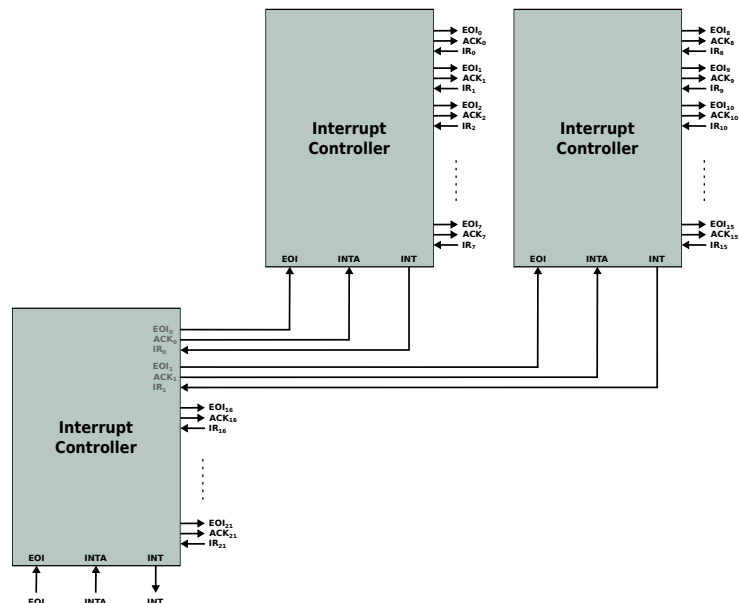 EOI₀
ACK₀
IR₀
EOI₁
ACK₁
IR₁
EOI₂
ACK₂
IR₂
Interrupt
Controller
EOI₇
ACK₇
IR₇
EOI INTA INT
EOI₈
ACK₈
IR₈
EOI₉
ACK₉
IR₉
EOI₁₀
ACK₁₀
IR₁₀
Interrupt
Controller
EOI₁₅
ACK₁₅
IR₁₅
EOI INTA INT
EOI₀
ACK₀
IR₀
EOI₁
ACK₁
IR₁
EOI₁₆
ACK₁₆
IR₁₆
Interrupt
Controller
EOI₂₁
ACK₂₁
IR₂₁
EOI INTA INT
EOI INTA INT